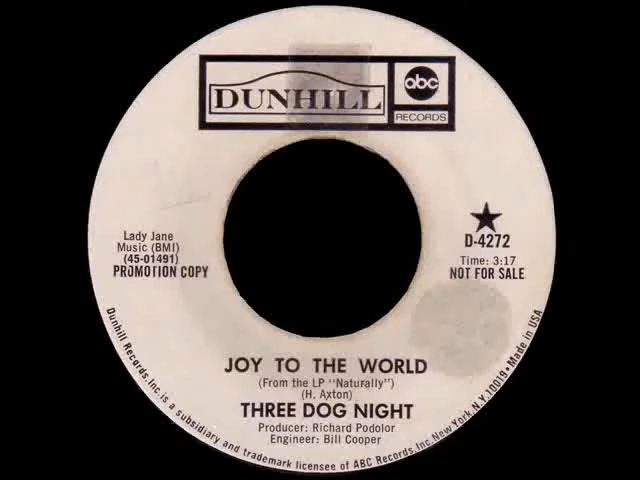 DUNHILL
abc
RECORDS
Lady Jane
Music (BMI)
(45-01491)
PROMOTION COPY
D-4272
Time: 3:17
NOT FOR SALE
JOY TO THE WORLD
(From the LP "Naturally")
(H. Axton)
THREE DOG NIGHT
Producer: Richard Podolor
Engineer: Bill Cooper
Dunhill Records, Inc. is a subsidiary and trademark licensee of ABC Records, Inc. New York, N.Y. 10019 • Made in USA